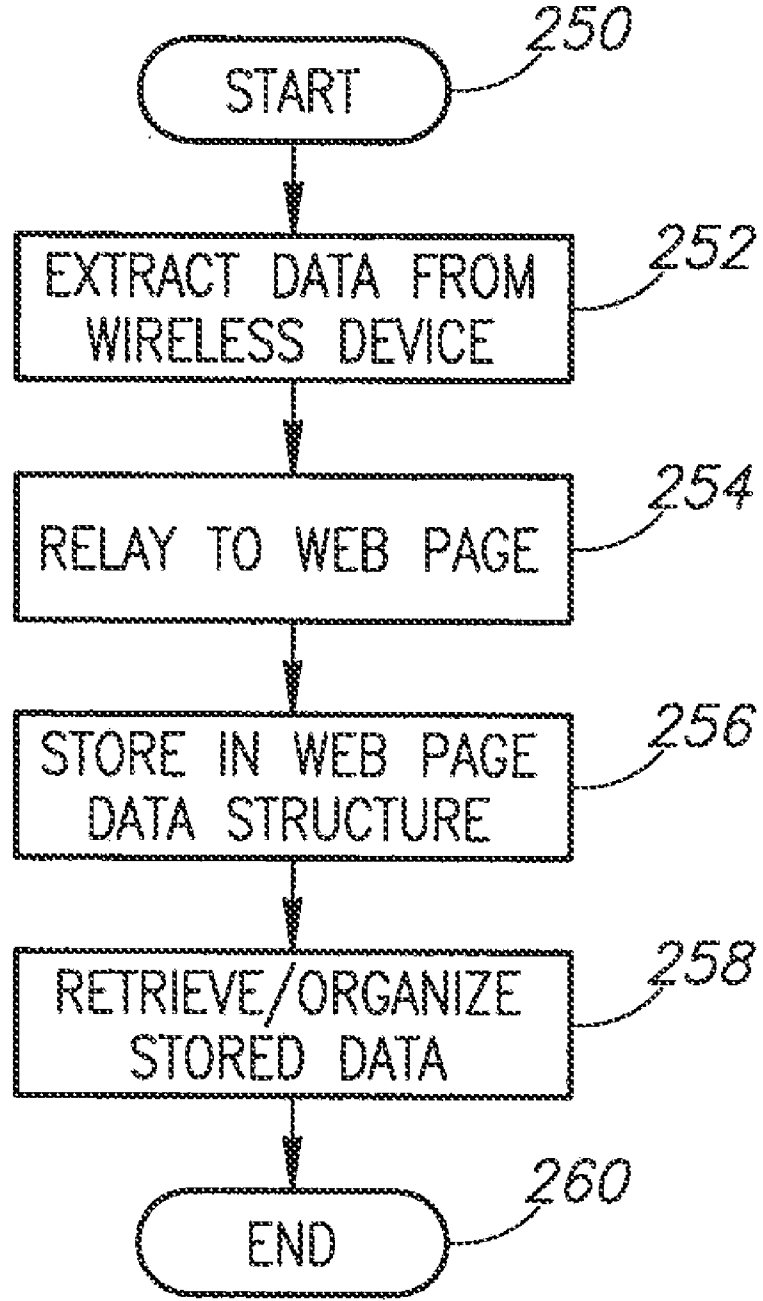 250
START
252
EXTRACT DATA FROM
WIRELESS DEVICE
254
RELAY TO WEB PAGE
256
STORE IN WEB PAGE
DATA STRUCTURE
258
RETRIEVE/ORGANIZE
STORED DATA
260
END